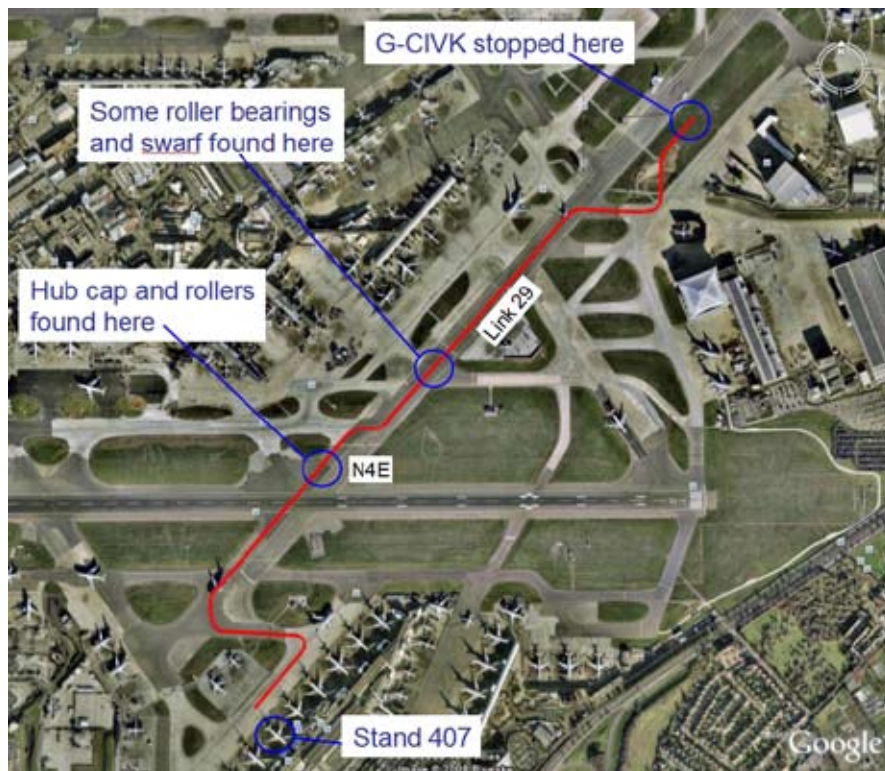 G-CIVK stopped here
Some roller bearings
and swarf found here
Hub cap and rollers
found here
Link 29
N4E
Stand 407
Google